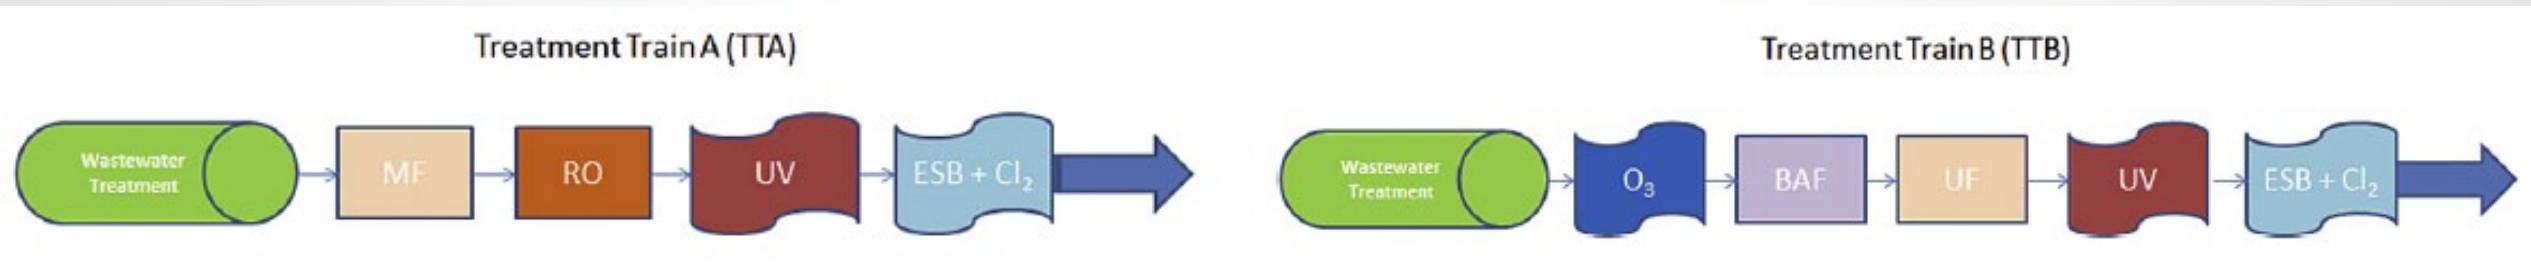 Treatment Train A (TTA)
Wastewater
Treatment
MF
RO
UV
ESB + Cl₂
Treatment Train B (TTB)
Wastewater
Treatment
O₃
BAF
UF
UV
ESB + Cl₂